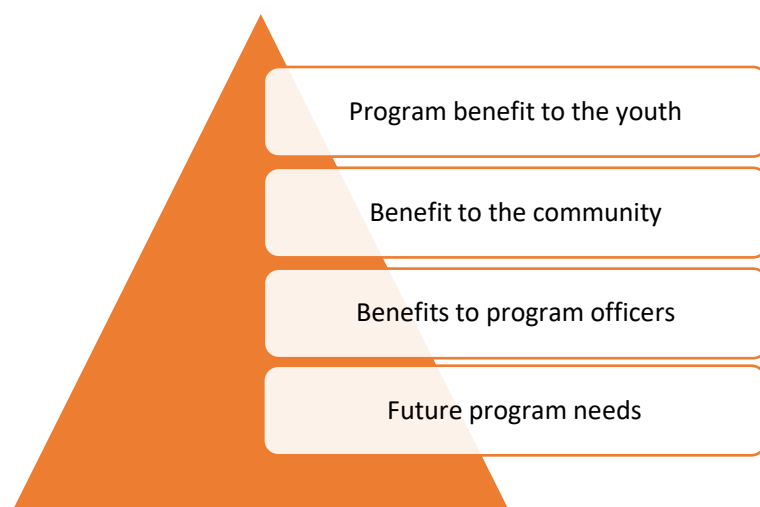 Program benefit to the youth
Benefit to the community
Benefits to program officers
Future program needs